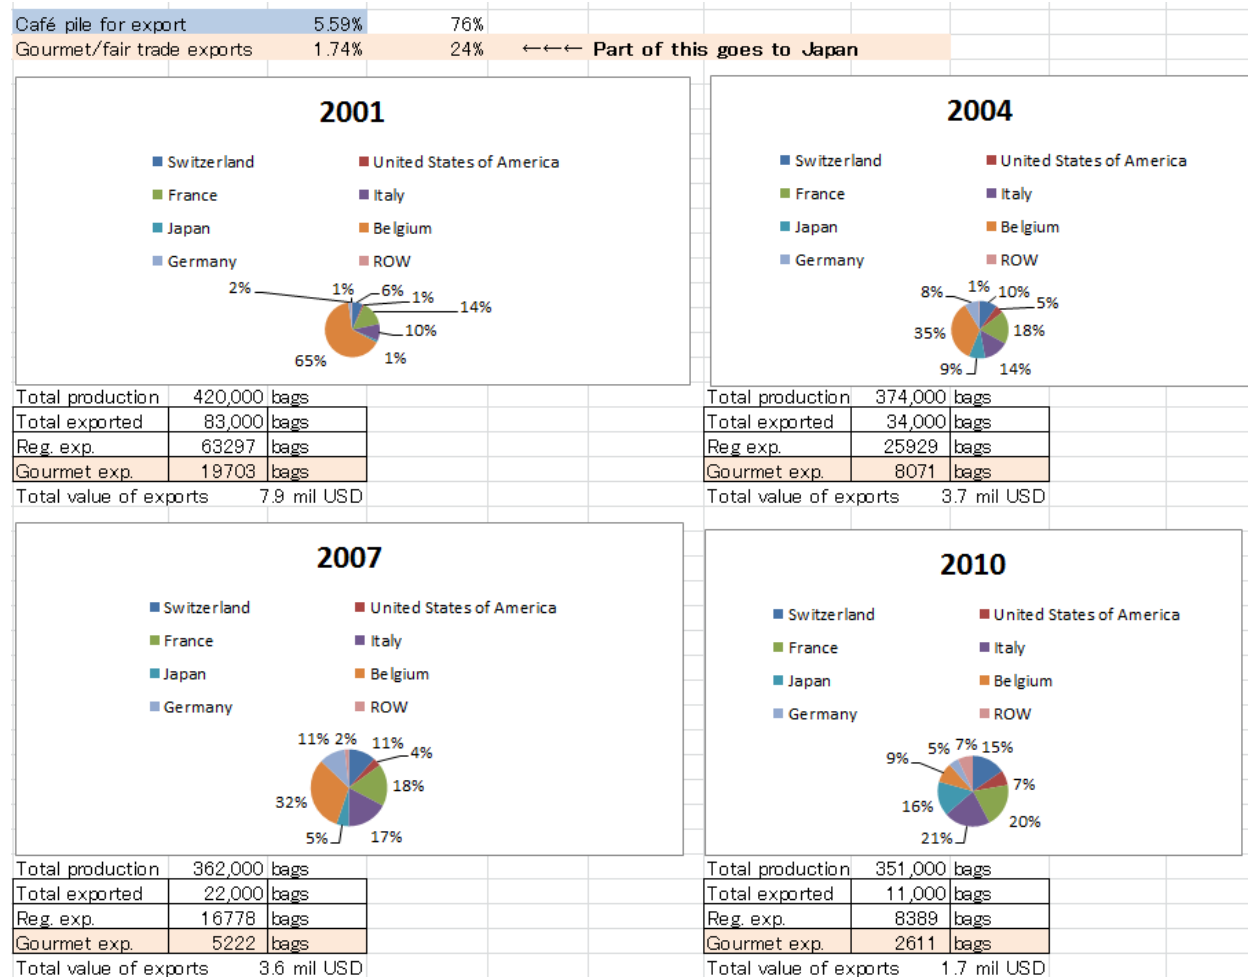 Café pile for export 5.59% 76%
Gourmet/fair trade exports 1.74% 24% ←←← Part of this goes to Japan
2001
Switzerland United States of America
France Italy
Japan Belgium
Germany ROW
2% 1% 6% 1% 14%
10%
65% 1%
Total production 420,000 bags
Total exported 83,000 bags
Reg. exp. 63297 bags
Gourmet exp. 19703 bags
Total value of exports 7.9 mil USD
2004
Switzerland United States of America
France Italy
Japan Belgium
Germany ROW
8% 1% 10% 5%
35% 18%
9% 14%
Total production 374,000 bags
Total exported 34,000 bags
Reg exp. 25929 bags
Gourmet exp. 8071 bags
Total value of exports 3.7 mil USD
2007
Switzerland United States of America
France Italy
Japan Belgium
Germany ROW
11% 2% 11% 4%
18%
32%
5% 17%
Total production 362,000 bags
Total exported 22,000 bags
Reg. exp. 16778 bags
Gourmet exp. 5222 bags
Total value of exports 3.6 mil USD
2010
Switzerland United States of America
France Italy
Japan Belgium
Germany ROW
9% 5% 7% 15%
7%
16% 20%
21%
Total production 351,000 bags
Total exported 11,000 bags
Reg. exp. 8389 bags
Gourmet exp. 2611 bags
Total value of exports 1.7 mil USD